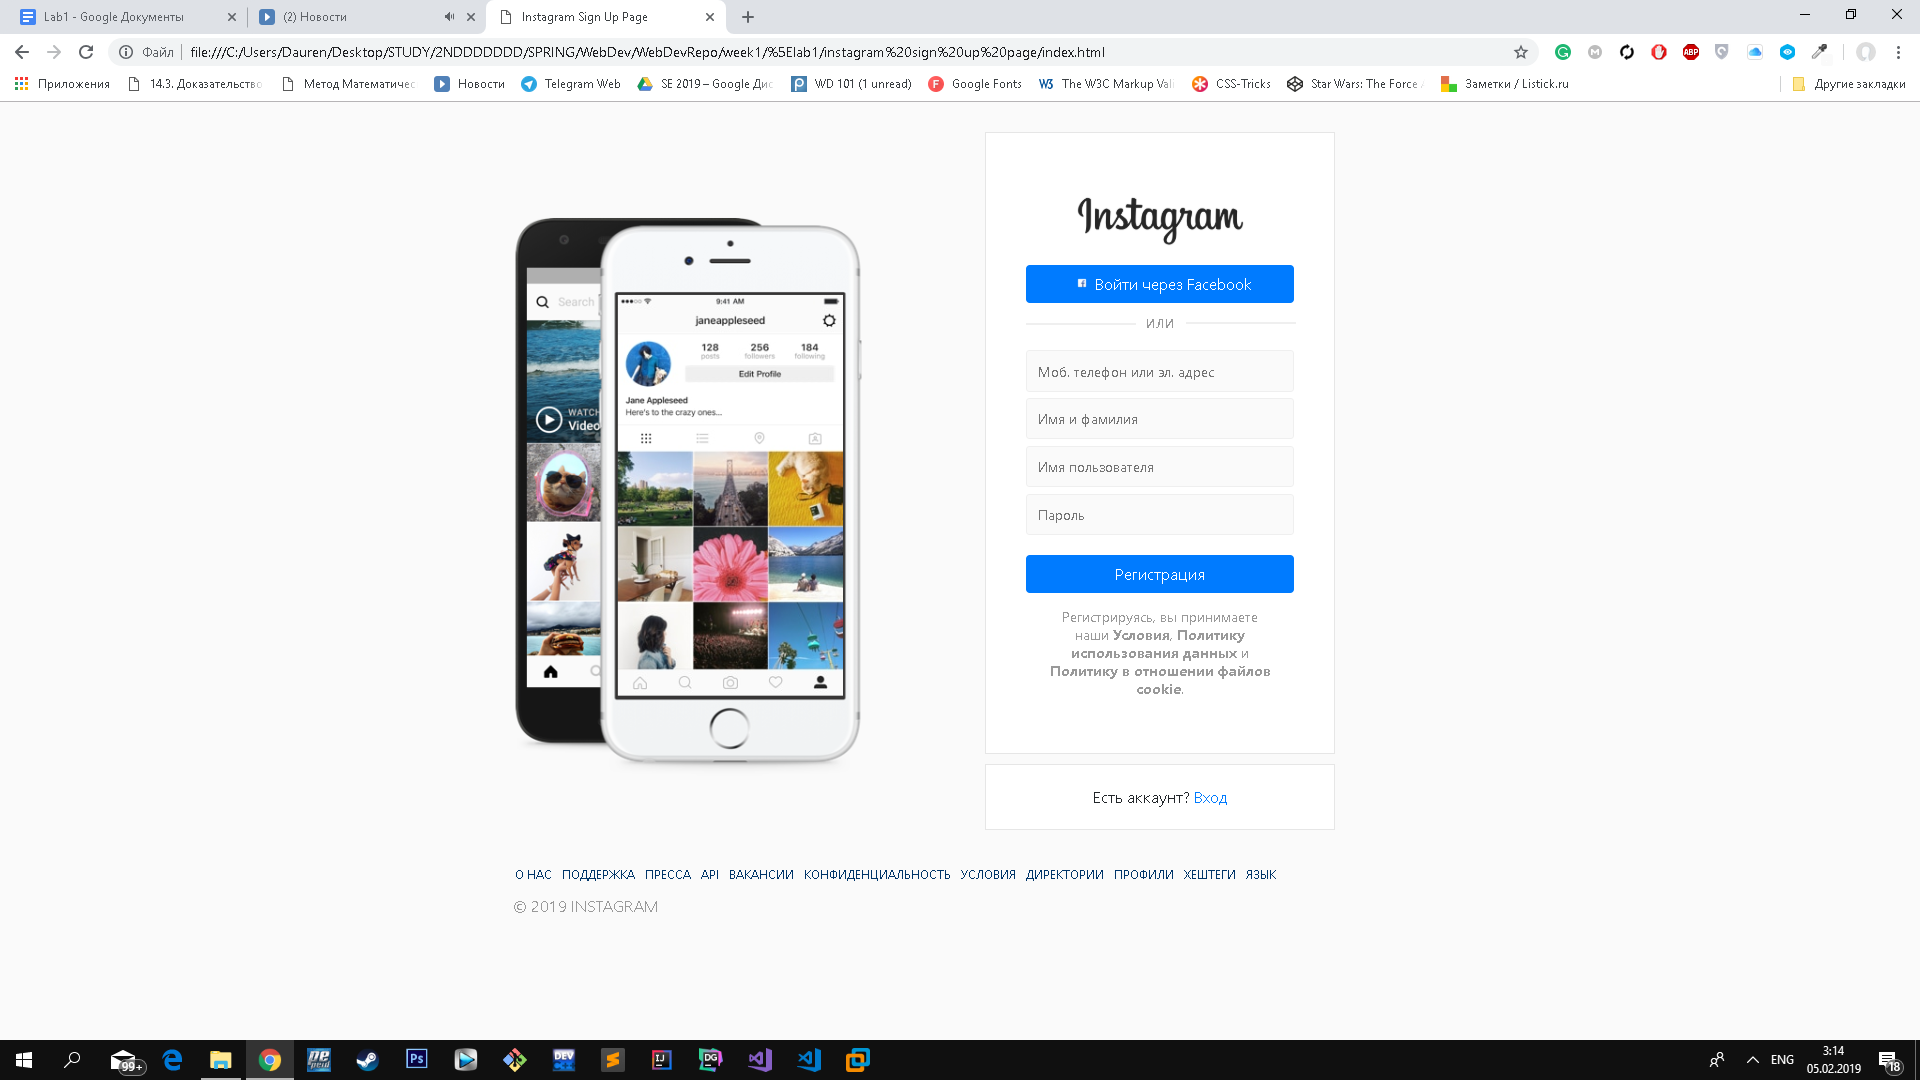 Lab1 - Google Документы
(2) Новости
Instagram Sign Up Page
Файл
file:///C:/Users/Dauren/Desktop/STUDY/2NDDDDDDD/SPRING/WebDev/WebDevRepo/week1/%5Elab1/instagram%20sign%20up%20page/index.html
Приложения
14.3. Доказательство
Метод Математичес
Новости
Telegram Web
SE 2019 – Google Дис
WD 101 (1 unread)
Google Fonts
The W3C Markup Vali
CSS-Tricks
Star Wars: The Force
Заметки / Listick.ru
Другие закладки
Search
WATCH
Video
9:41 AM
janeappleseed
128
256
184
posts
followers
following
Edit Profile
Jane Appleseed
Here's to the crazy ones...
Instagram
Войти через Facebook
ИЛИ
Моб. телефон или эл. адрес
Имя и фамилия
Имя пользователя
Пароль
Регистрация
Регистрируясь, вы принимаете
наши Условия, Политику
использования данных и
Политику в отношении файлов
cookie.
Есть аккаунт? Вход
О НАС ПОДДЕРЖКА ПРЕССА API ВАКАНСИИ КОНФИДЕНЦИАЛЬНОСТЬ УСЛОВИЯ ДИРЕКТОРИИ ПРОФИЛИ ХЕШТЕГИ ЯЗЫК
© 2019 INSTAGRAM
99+
Ps
DEV
IJ
DG
ENG
3:14
05.02.2019
18